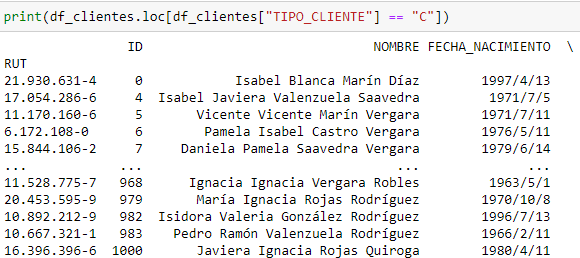 print(df_clientes.loc[df_clientes["TIPO_CLIENTE"] == "C"])
ID NOMBRE FECHA_NACIMIENTO \
RUT
21.930.631-4 0 Isabel Blanca Marín Díaz 1997/4/13
17.054.286-6 4 Isabel Javiera Valenzuela Saavedra 1971/7/5
11.170.160-6 5 Vicente Vicente Marín Vergara 1971/7/11
6.172.108-0 6 Pamela Isabel Castro Vergara 1976/5/11
15.844.106-2 7 Daniela Pamela Saavedra Vergara 1979/6/14
... ... ... ...
11.528.775-7 968 Ignacia Ignacia Vergara Robles 1963/5/1
20.453.595-9 979 María Ignacia Rojas Rodríguez 1970/10/8
10.892.212-9 982 Isidora Valeria González Rodríguez 1996/7/13
10.667.321-1 983 Pedro Ramón Valenzuela Rodríguez 1966/2/11
16.396.396-6 1000 Javiera Ignacia Rojas Quiroga 1980/4/11